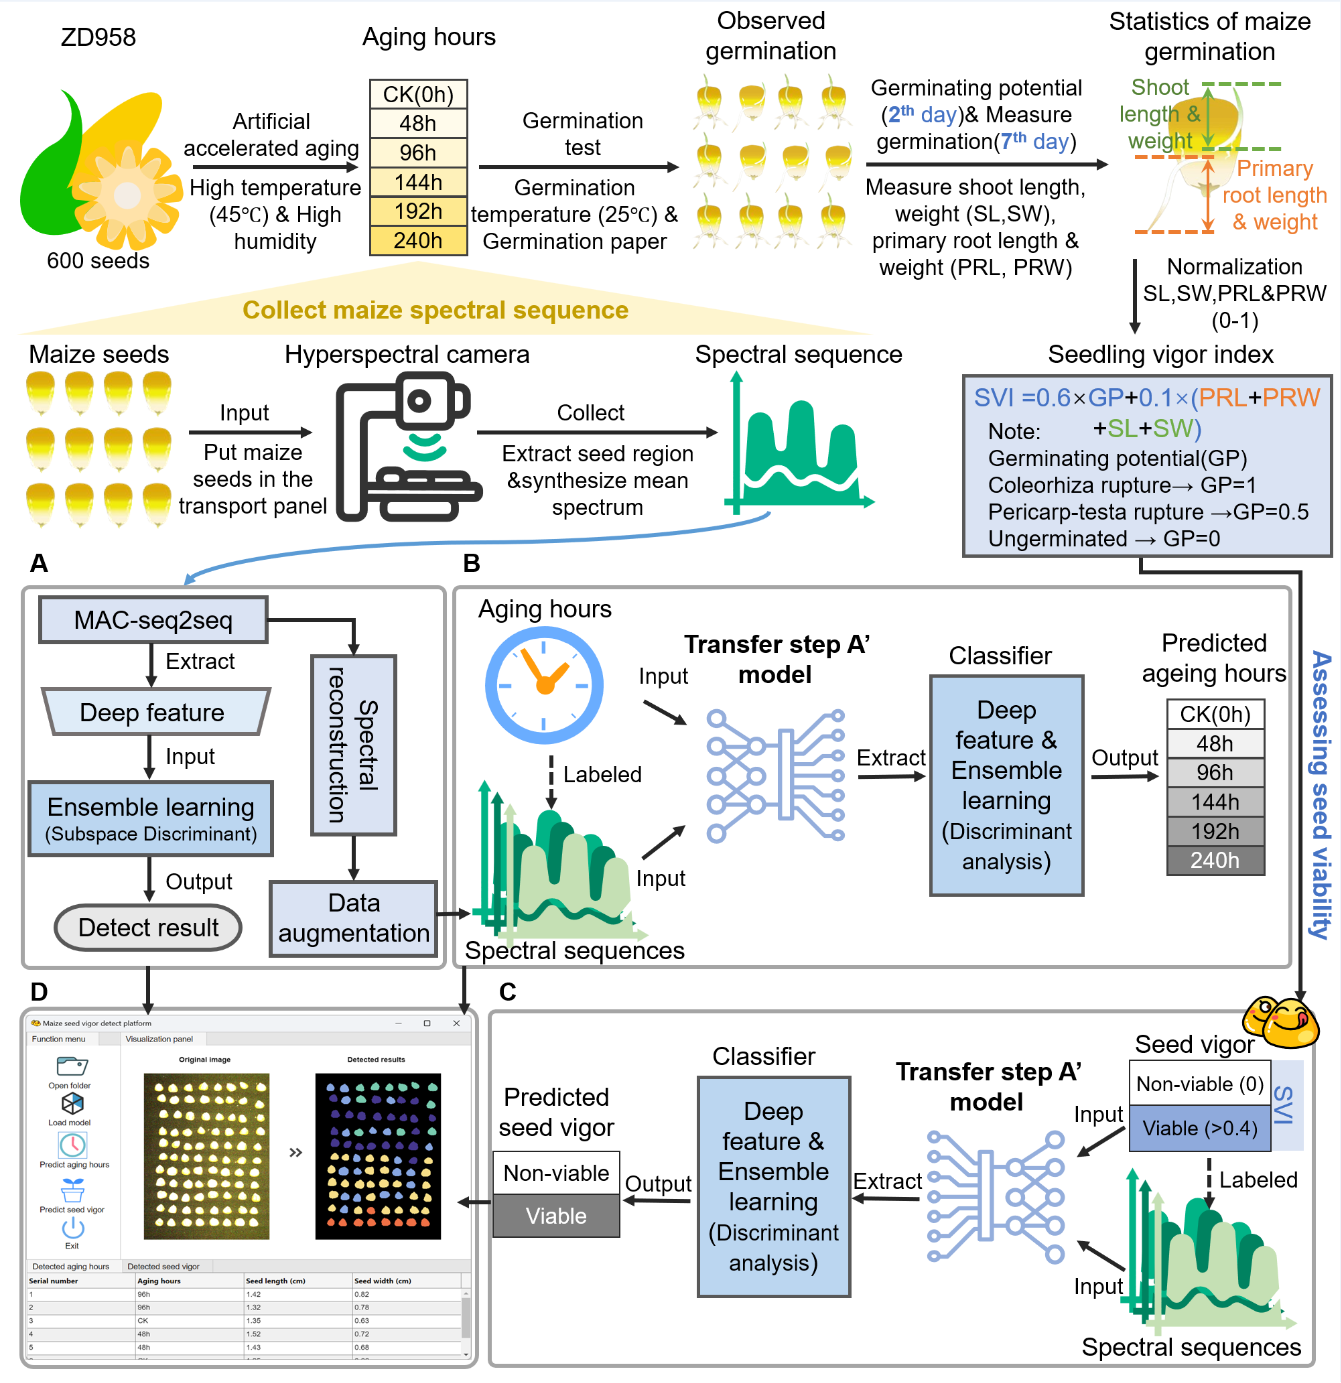 ZD958
600 seeds
Artificial
accelerated aging
High temperature
(45℃) & High
humidity
Aging hours
CK(0h)
48h
96h
144h
192h
240h
Germination
test
Germination
temperature (25℃) &
Germination paper
Observed
germination
Germinating potential
(2th day)& Measure
germination(7th day)
Measure shoot length,
weight (SL,SW),
primary root length &
weight (PRL, PRW)
Statistics of maize
germination
Shoot
length &
weight
Primary
root length
& weight
Normalization
SL,SW,PRL&PRW
(0-1)
Collect maize spectral sequence
Maize seeds
Input
Put maize
seeds in the
transport panel
Hyperspectral camera
Collect
Extract seed region
&synthesize mean
spectrum
Spectral sequence
Seedling vigor index
SVI =0.6×GP+0.1×(PRL+PRW
+SL+SW)
Note:
Germinating potential(GP)
Coleorhiza rupture→ GP=1
Pericarp-testa rupture →GP=0.5
Ungerminated → GP=0
Assessing seed viability
A
MAC-seq2seq
Extract
Deep feature
Input
Ensemble learning
(Subspace Discriminant)
Output
Detect result
Spectral
reconstruction
Data
augmentation
B
Aging hours
Labeled
Spectral sequences
Input
Input
Transfer step A’
model
Extract
Classifier
Deep
feature &
Ensemble
learning
(Discriminant
analysis)
Output
Predicted
ageing hours
CK(0h)
48h
96h
144h
192h
240h
C
Seed vigor
Non-viable (0)
Viable (>0.4)
SVI
Labeled
Spectral sequences
Input
Input
Transfer step A’
model
Extract
Classifier
Deep
feature &
Ensemble
learning
(Discriminant
analysis)
Output
Predicted
seed vigor
Non-viable
Viable
D
Maize seed vigor detect platform
Function menu
Visualization panel
Open folder
Load model
Predict aging hours
Predict seed vigor
Exit
Original image
»
Detected results
Detected aging hours
Detected seed vigor
Serial number Aging hours Seed length (cm) Seed width (cm)
1 96h 1.42 0.82
2 96h 1.32 0.78
3 CK 1.35 0.63
4 48h 1.52 0.72
5 48h 1.43 0.68